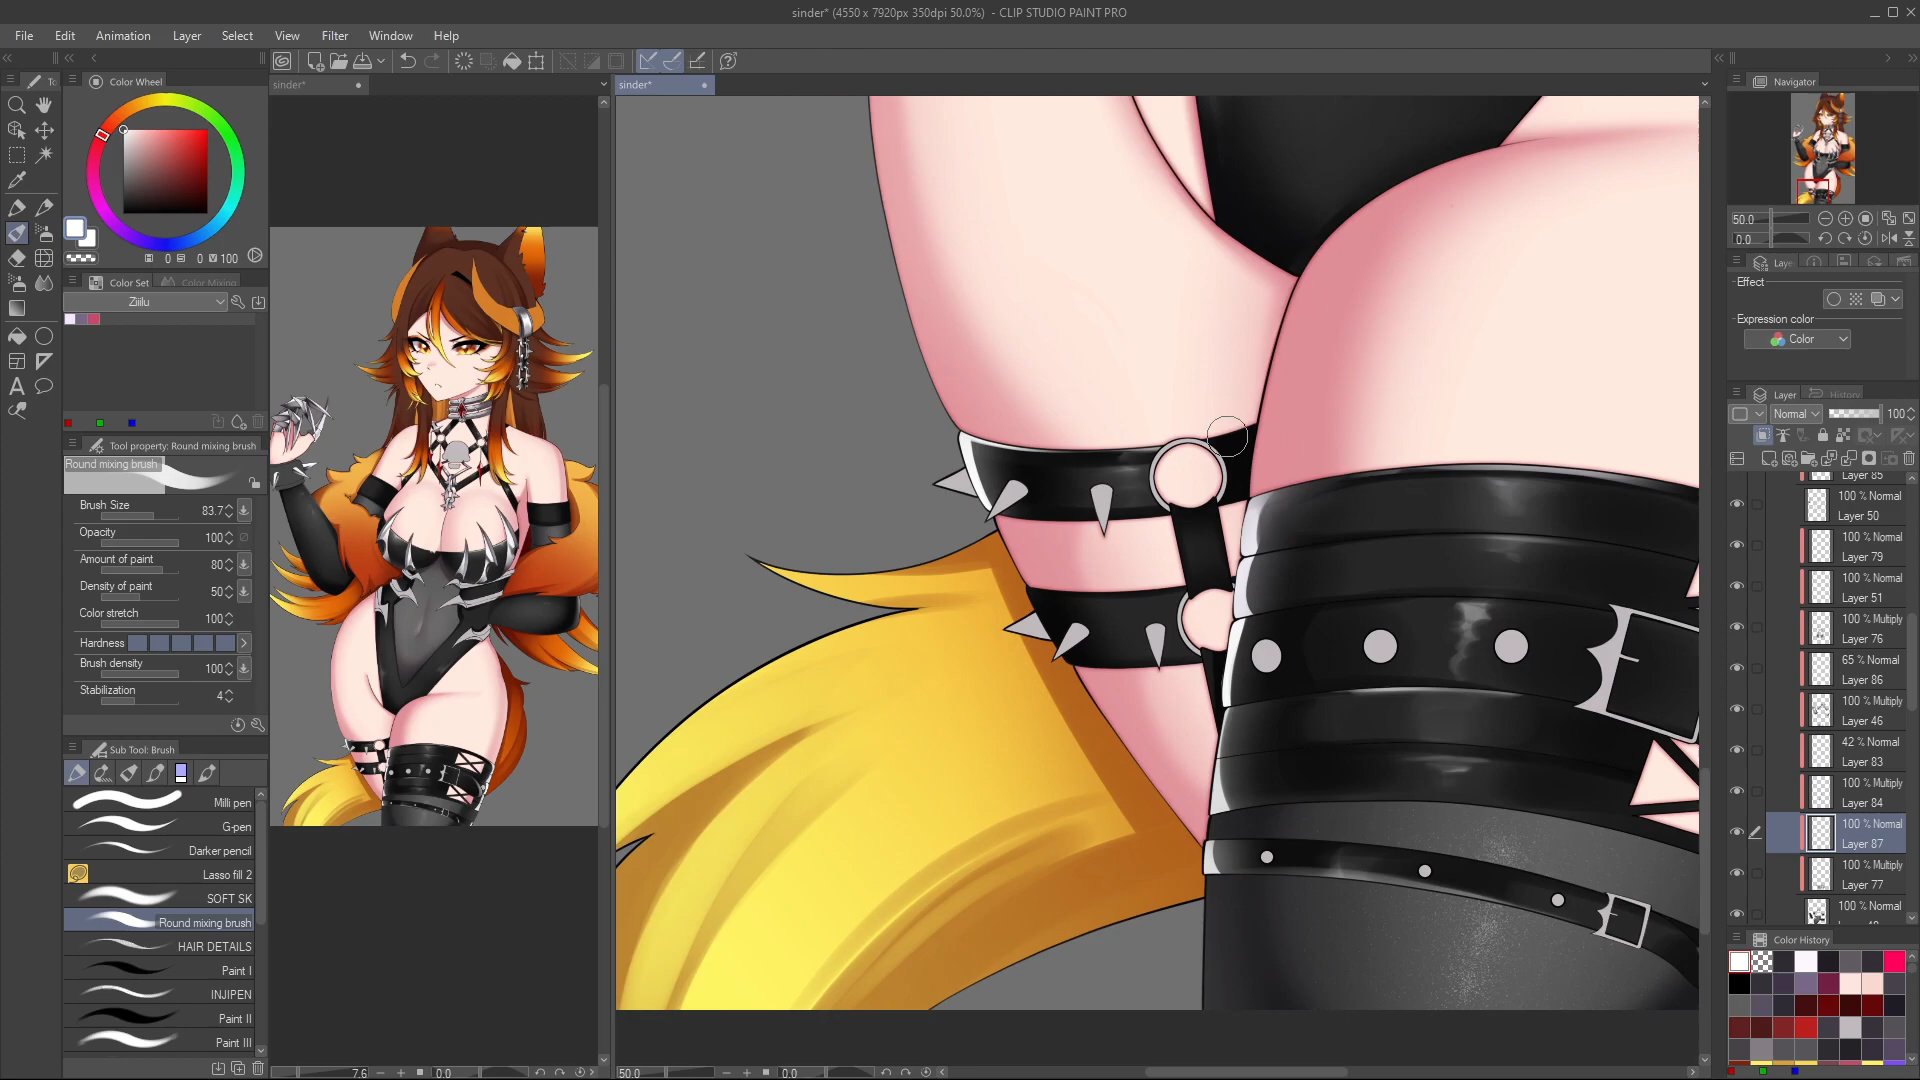 sinder* (4550 x 7920px 350dpi 50.0%) - CLIP STUDIO PAINT PRO
File Edit Animation Layer Select View Filter Window Help
Color Wheel
0 0 100
Color Set Color Mixing
Ziiilu
Tool property: Round mixing brush
Round mixing brush
Brush Size 83.7
Opacity 100
Amount of paint 80
Density of paint 50
Color stretch 100
Hardness
Brush density 100
Stabilization 4
Sub Tool: Brush
Milli pen
G-pen
Darker pencil
Lasso fill 2
SOFT SK
Round mixing brush
HAIR DETAILS
Paint I
INJIPEN
Paint II
Paint III
sinder*
7.6 0.0
sinder*
50.0 0.0
Navigator
50.0
0.0
Effect
Expression color
Color
Layer History
Normal 100
Layer 85
100 % Normal
Layer 50
100 % Normal
Layer 79
100 % Normal
Layer 51
100 % Multiply
Layer 76
65 % Normal
Layer 86
100 % Multiply
Layer 46
42 % Normal
Layer 83
100 % Multiply
Layer 84
100 % Normal
Layer 87
100 % Multiply
Layer 77
100 % Normal
Color History